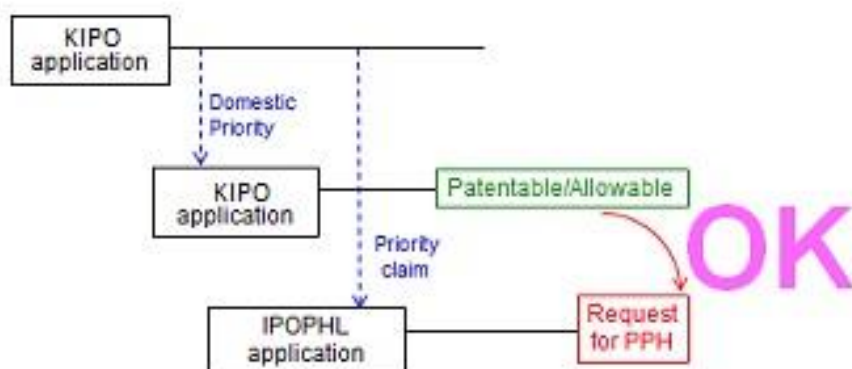 KIPO
application
Domestic
Priority
KIPO
application
Patentable/Allowable
OK
Priority
claim
IPOPHL
application
Request
for PPH